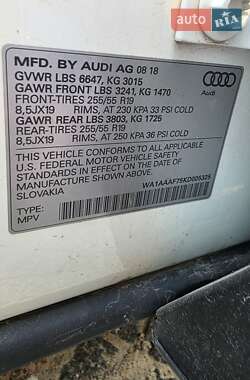 AUTO RIA
MFD. BY AUDI AG 08 18
GVWR LBS 6647, KG 3015
GAWR FRONT LBS 3241, KG 1470
FRONT-TIRES 255/55 R19
8,5JX19 RIMS, AT 230 KPA 33 PSI COLD
GAWR REAR LBS 3803, KG 1725
REAR-TIRES 255/55 R19
8,5JX19 RIMS, AT 250 KPA 36 PSI COLD
Audi
THIS VEHICLE CONFORMS TO ALL APPLICABLE
U.S. FEDERAL MOTOR VEHICLE SAFETY
STANDARDS IN EFFECT ON THE DATE OF
MANUFACTURE SHOWN ABOVE.
SLOVAKIA
TYPE:
MPV